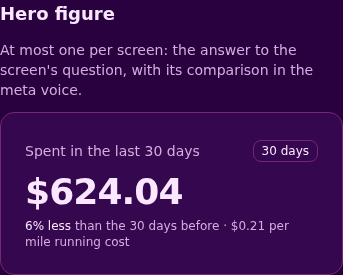 Hero figure
At most one per screen: the answer to the
screen's question, with its comparison in the
meta voice.
Spent in the last 30 days
30 days
$624.04
6% less than the 30 days before · $0.21 per
mile running cost